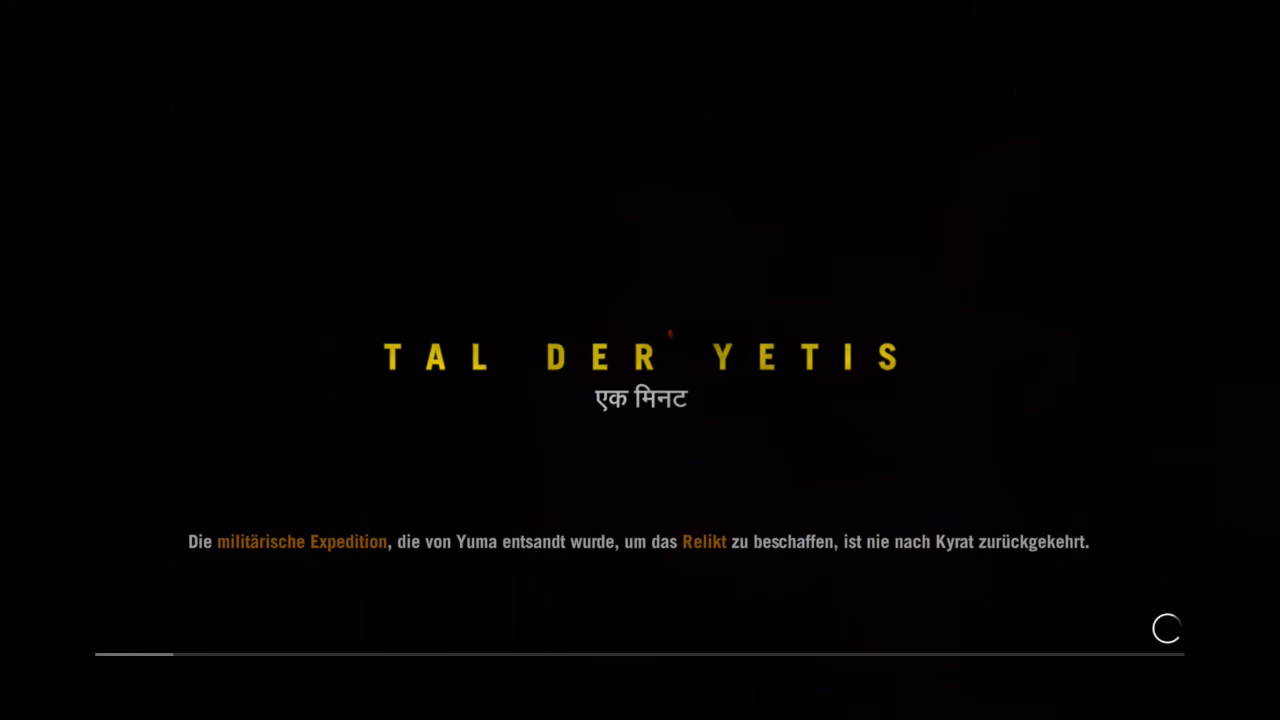 TAL DER YETIS
एक मिनट
Die militärische Expedition, die von Yuma entsandt wurde, um das Relikt zu beschaffen, ist nie nach Kyrat zurückgekehrt.